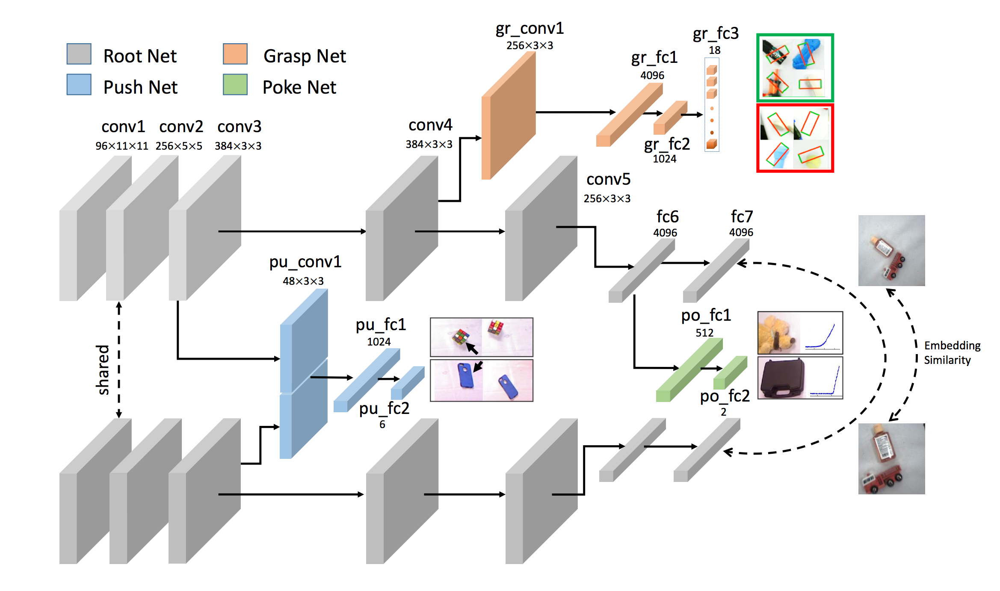 Root Net
Grasp Net
Push Net
Poke Net
gr_conv1
256×3×3
gr_fc3
18
gr_fc1
4096
gr_fc2
1024
conv1
96×11×11
conv2
256×5×5
conv3
384×3×3
conv4
384×3×3
conv5
256×3×3
fc6
4096
fc7
4096
pu_conv1
48×3×3
pu_fc1
1024
pu_fc2
6
po_fc1
512
po_fc2
2
shared
Embedding
Similarity